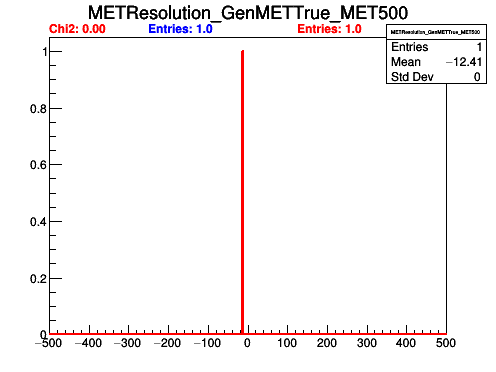 METResolution_GenMETTrue_MET500
Chi2: 0.00 Entries: 1.0 Entries: 1.0
METResolution_GenMETTrue_MET500
Entries 1
Mean −12.41
Std Dev 0
1
0.8
0.6
0.4
0.2
0
−500 −400 −300 −200 −100 0 100 200 300 400 500